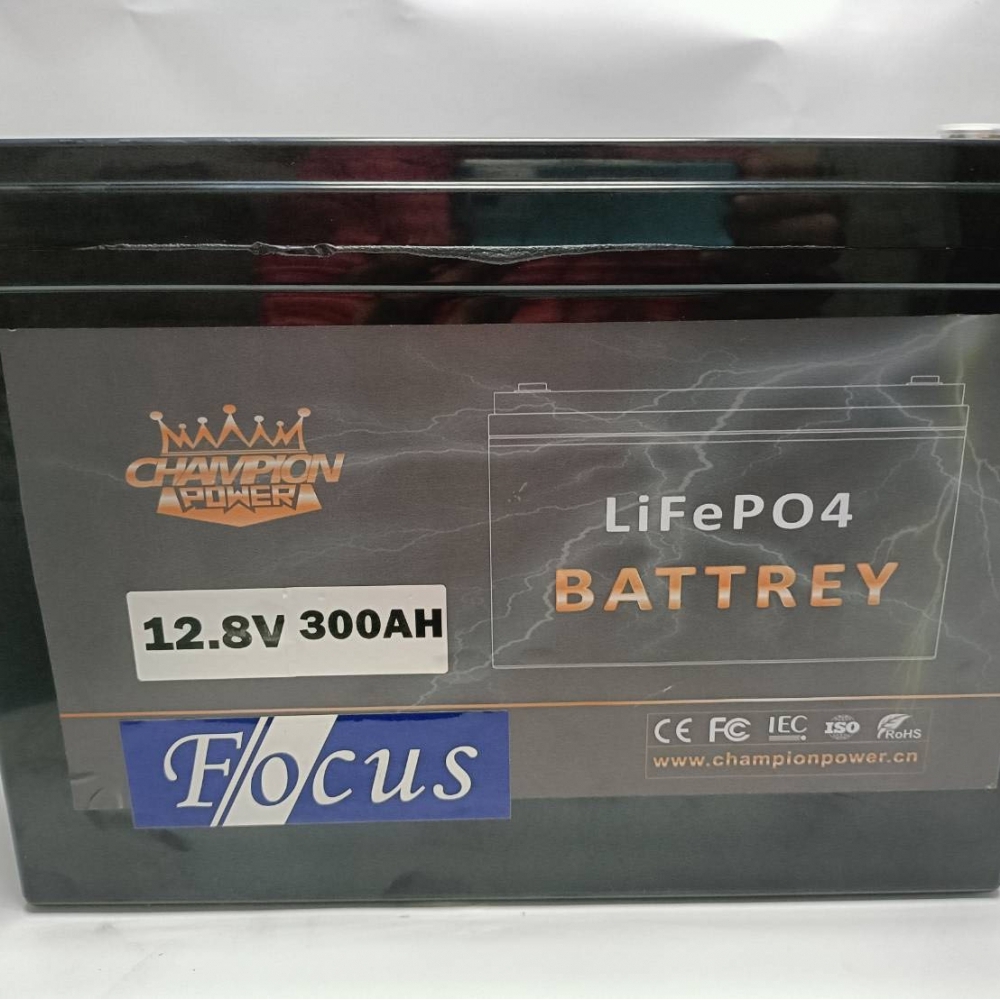 CHAMPION
POWER
LiFePO4
BATTREY
12.8V 300AH
Focus
CE FC IEC ISO RoHS
www.championpower.cn